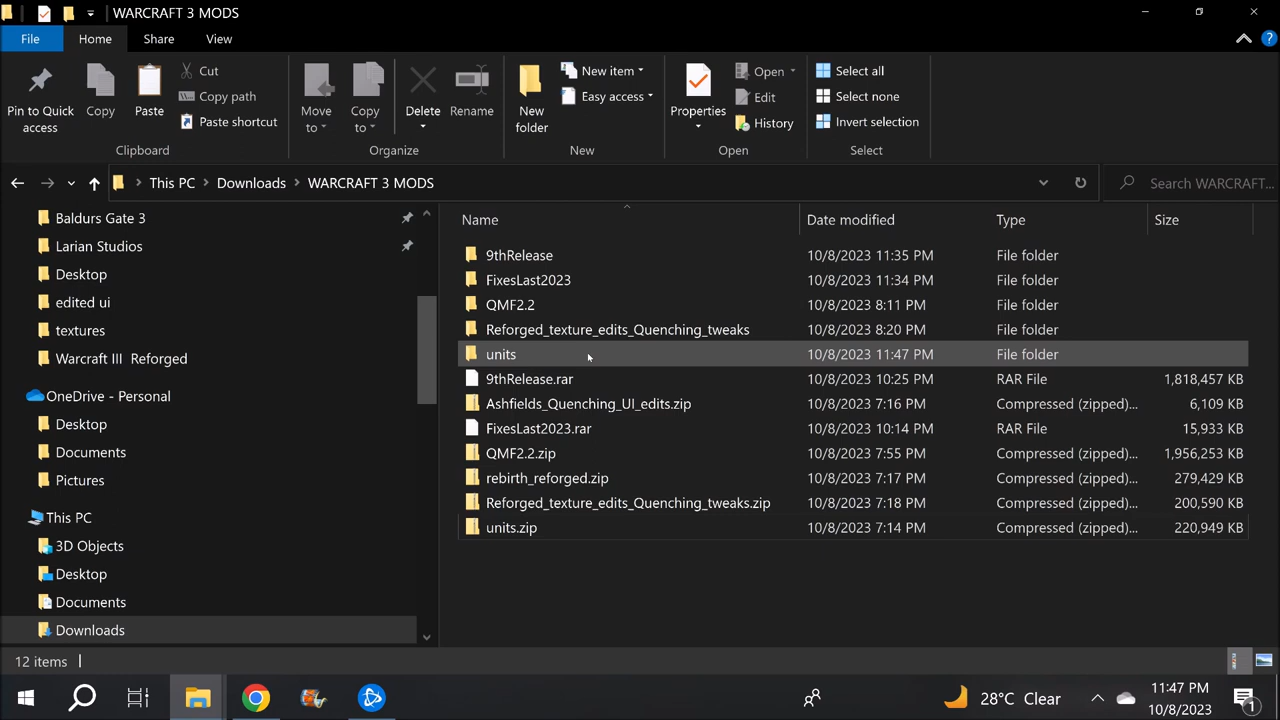 WARCRAFT 3 MODS
File Home Share View
Pin to Quick access
Copy
Paste
Cut
Copy path
Paste shortcut
Clipboard
Move to
Copy to
Delete
Rename
Organize
New folder
New item
Easy access
New
Properties
Open
Edit
History
Open
Select all
Select none
Invert selection
Select
This PC Downloads WARCRAFT 3 MODS
Search WARCRAFT...
Baldurs Gate 3
Larian Studios
Desktop
edited ui
textures
Warcraft III Reforged
OneDrive - Personal
Desktop
Documents
Pictures
This PC
3D Objects
Desktop
Documents
Downloads
Name Date modified Type Size
9thRelease 10/8/2023 11:35 PM File folder
FixesLast2023 10/8/2023 11:34 PM File folder
QMF2.2 10/8/2023 8:11 PM File folder
Reforged_texture_edits_Quenching_tweaks 10/8/2023 8:20 PM File folder
units 10/8/2023 11:47 PM File folder
9thRelease.rar 10/8/2023 10:25 PM RAR File 1,818,457 KB
Ashfields_Quenching_UI_edits.zip 10/8/2023 7:16 PM Compressed (zipped)... 6,109 KB
FixesLast2023.rar 10/8/2023 10:14 PM RAR File 15,933 KB
QMF2.2.zip 10/8/2023 7:55 PM Compressed (zipped)... 1,956,253 KB
rebirth_reforged.zip 10/8/2023 7:17 PM Compressed (zipped)... 279,429 KB
Reforged_texture_edits_Quenching_tweaks.zip 10/8/2023 7:18 PM Compressed (zipped)... 200,590 KB
units.zip 10/8/2023 7:14 PM Compressed (zipped)... 220,949 KB
12 items
28°C Clear
11:47 PM
10/8/2023
1